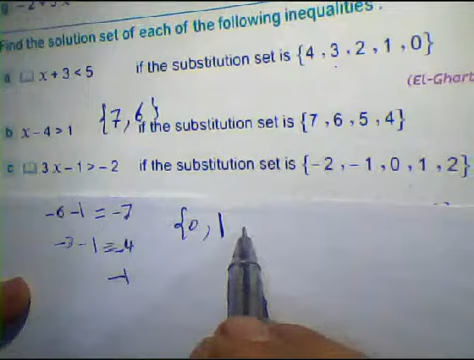 Find the solution set of each of the following inequalities.
a x + 3 < 5 if the substitution set is {4, 3, 2, 1, 0}
(El-Ghar
{7, 6}
b x - 4 > 1 if the substitution set is {7, 6, 5, 4}
c 3 x - 1 > - 2 if the substitution set is {- 2, - 1, 0, 1, 2}
-6 - 1 = -7
-3 - 1 = -4
-1
{0, 1